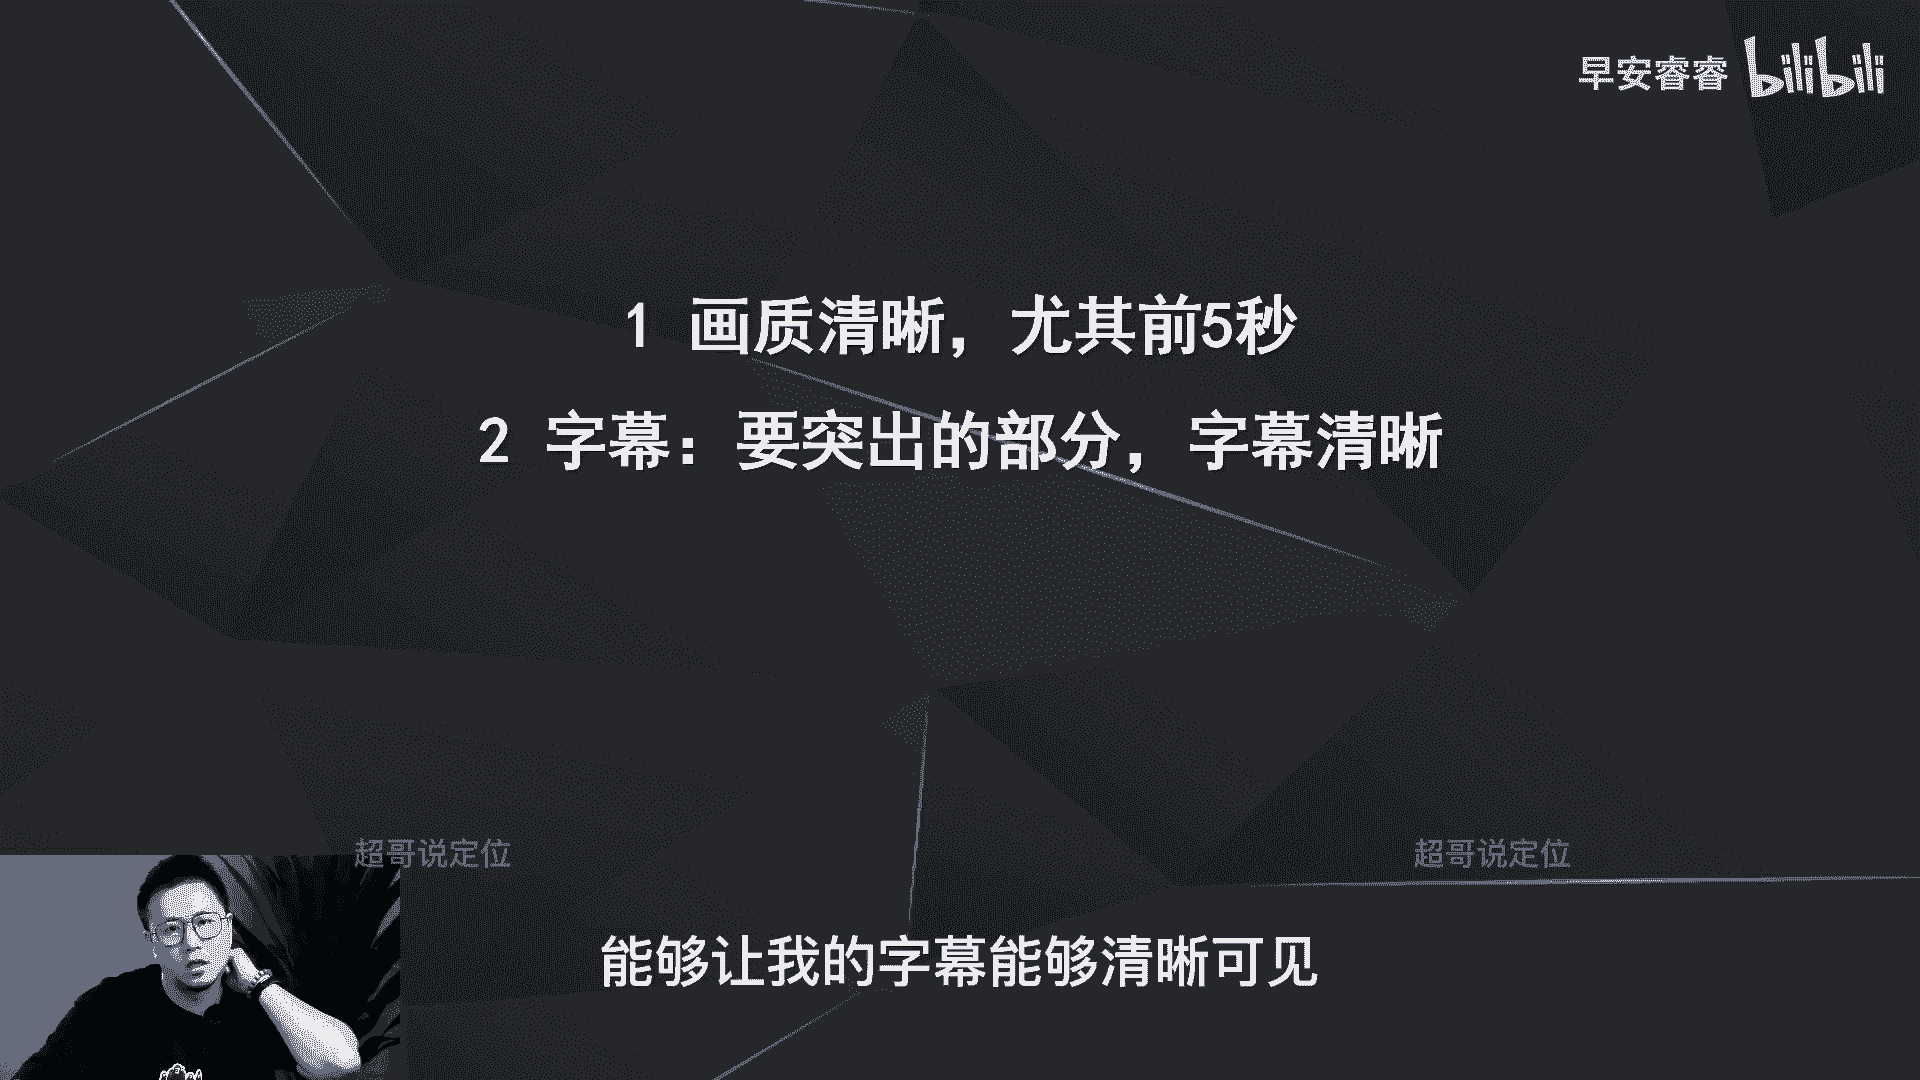 早安睿睿 bilibili
1 画质清晰，尤其前5秒
2 字幕：要突出的部分，字幕清晰
超哥说定位 超哥说定位
能够让我的字幕能够清晰可见